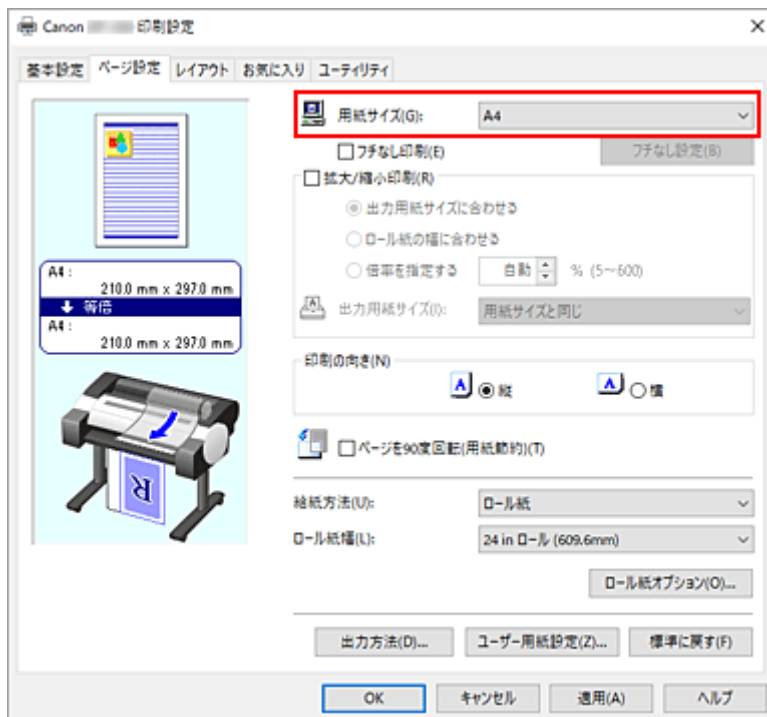 Canon 印刷設定
基本設定 ページ設定 レイアウト お気に入り ユーティリティ
用紙サイズ(G): A4
フチなし印刷(E) フチなし設定(B)
拡大/縮小印刷(R)
出力用紙サイズに合わせる
ロール紙の幅に合わせる
倍率を指定する 自動 % (5～600)
出力用紙サイズ(I): 用紙サイズと同じ
A4 :
210.0 mm x 297.0 mm
等倍
A4 :
210.0 mm x 297.0 mm
印刷の向き(N)
A 縦 A 横
ページを90度回転(用紙節約)(T)
R
給紙方法(U): ロール紙
ロール紙幅(L): 24 in ロール (609.6mm)
ロール紙オプション(O)...
出力方法(D)... ユーザー用紙設定(Z)... 標準に戻す(F)
OK キャンセル 適用(A) ヘルプ